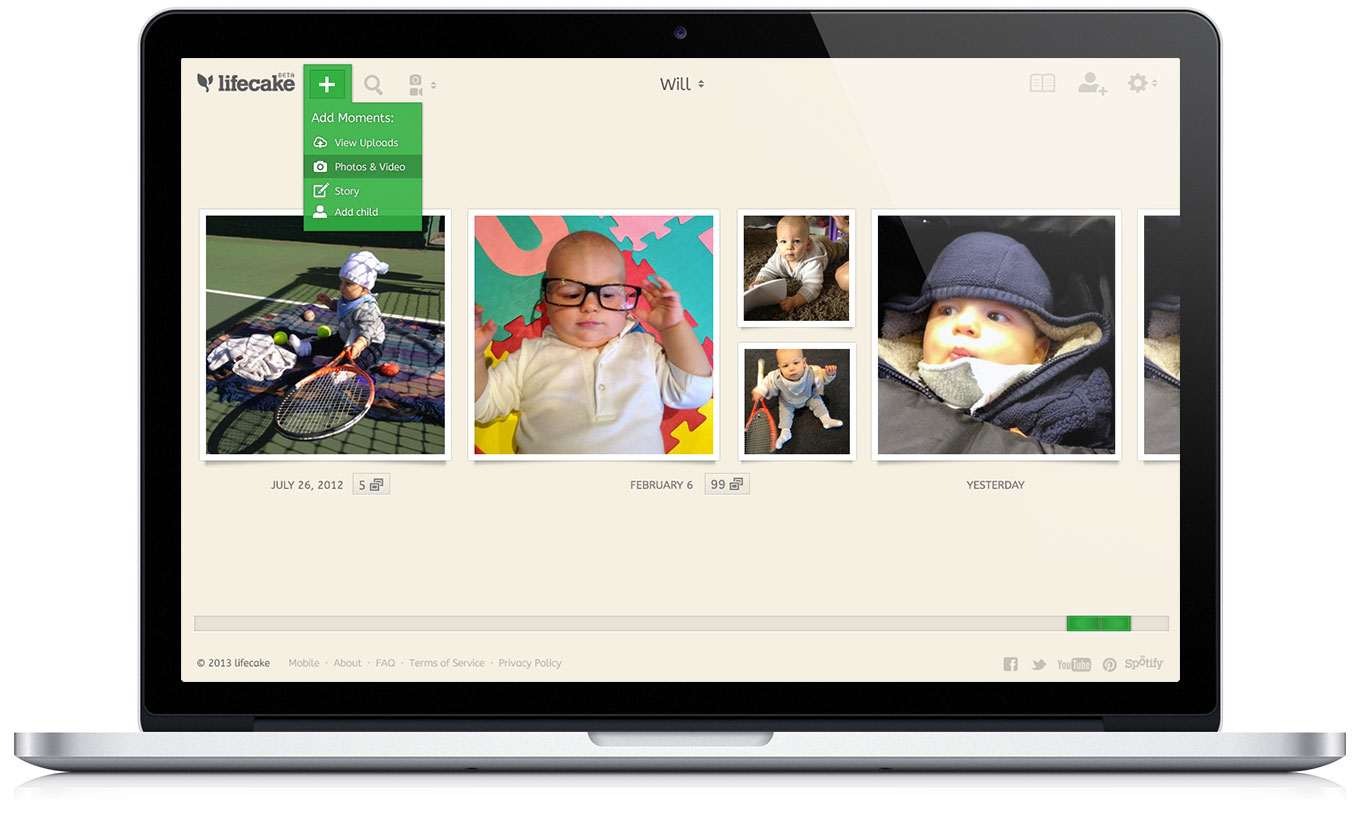 lifecake BETA
Will
Add Moments:
View Uploads
Photos & Video
Story
Add child
JULY 26, 2012 5
FEBRUARY 6 99
YESTERDAY
© 2013 lifecake Mobile · About · FAQ · Terms of Service · Privacy Policy
YouTube Spotify